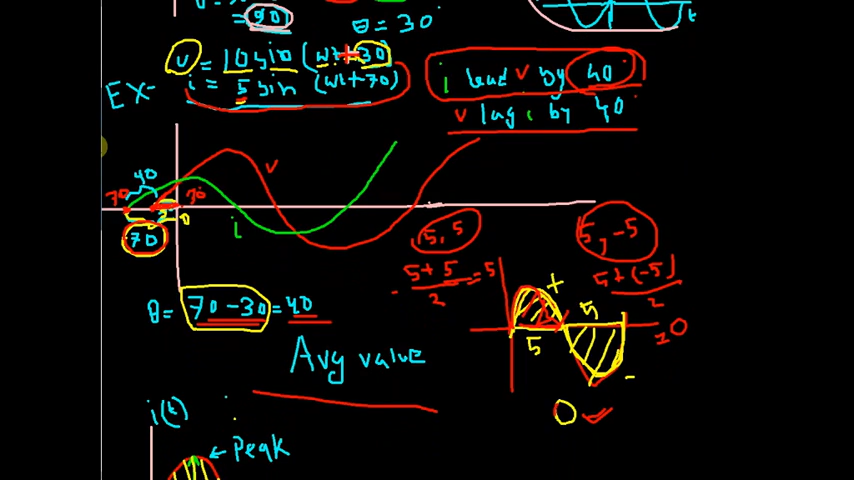 = 90
θ = 30
t
v = 10 sin (wt + 30)
EX- i = 5 sin (wt + 70)
i lead v by 40
v lag i by 40
40
v
70
30
i
70
5, 5
5 + 5 / 2 = 5
5, -5
5 + (-5) / 2
= 0
+
5
5
-
0
θ = 70 - 30 = 40
Avg value
i(t)
← Peak